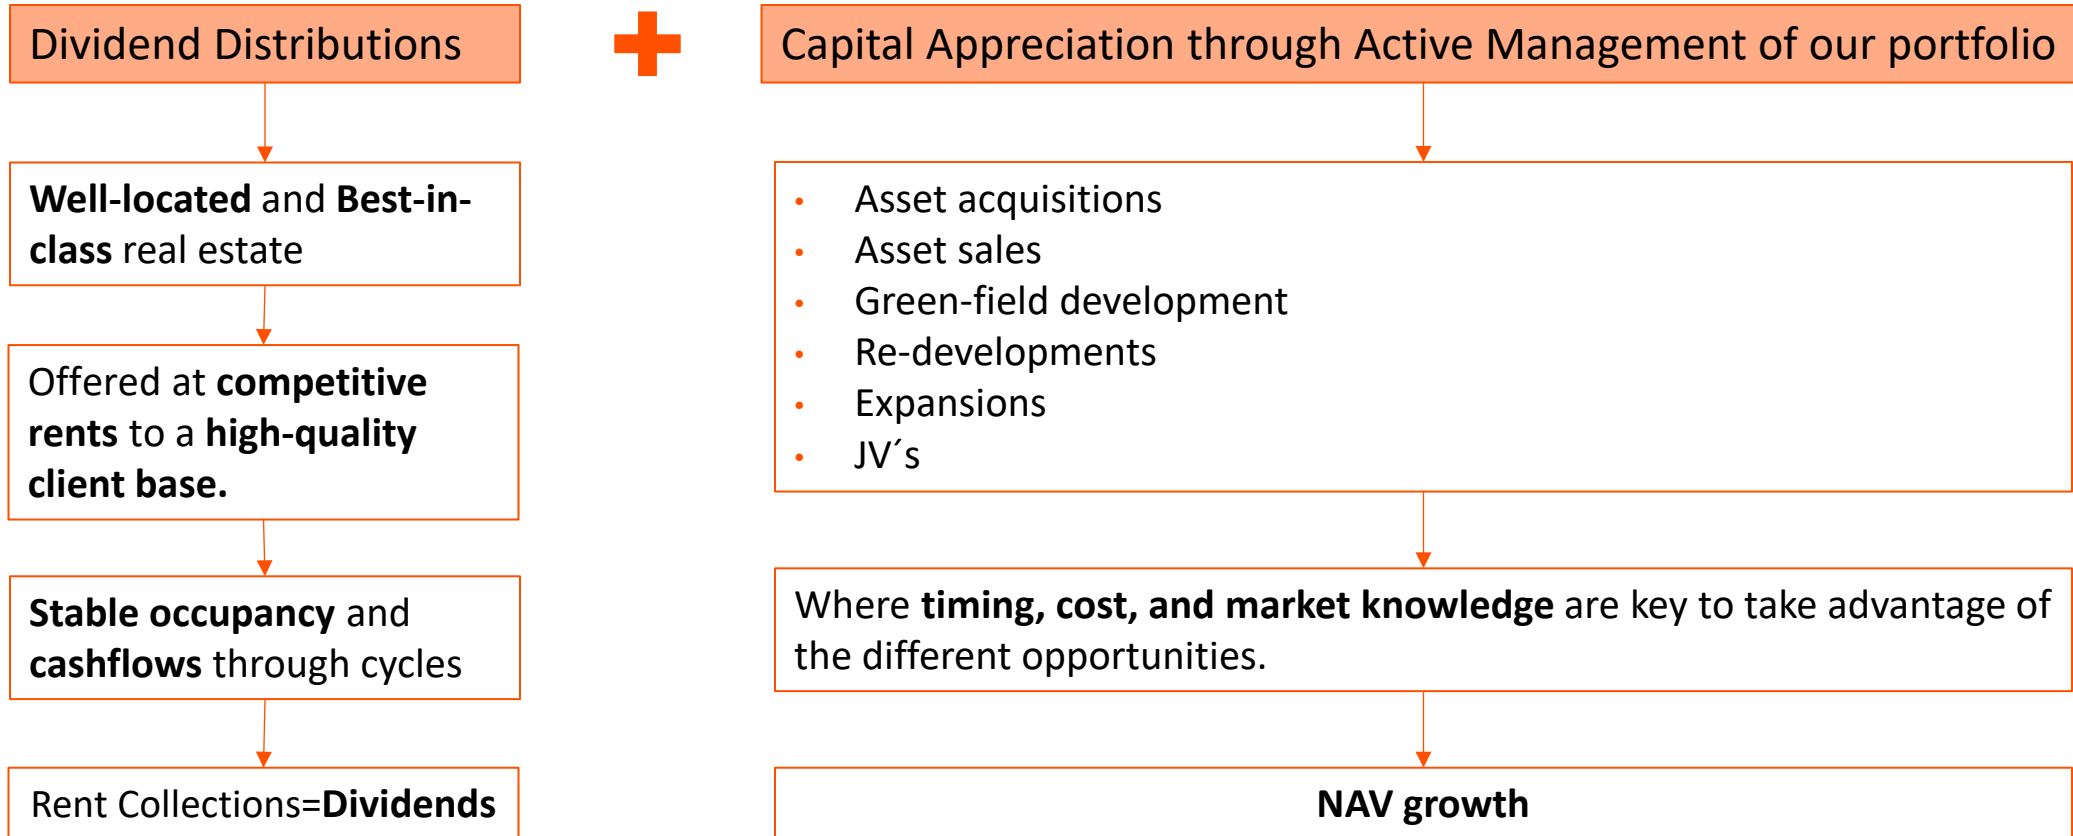 Dividend Distributions
Well-located and Best-in-
class real estate
Offered at competitive
rents to a high-quality
client base.
Stable occupancy and
cashflows through cycles
Rent Collections=Dividends
Capital Appreciation through Active Management of our portfolio
• Asset acquisitions
• Asset sales
• Green-field development
• Re-developments
• Expansions
• JV´s
Where timing, cost, and market knowledge are key to take advantage of
the different opportunities.
NAV growth